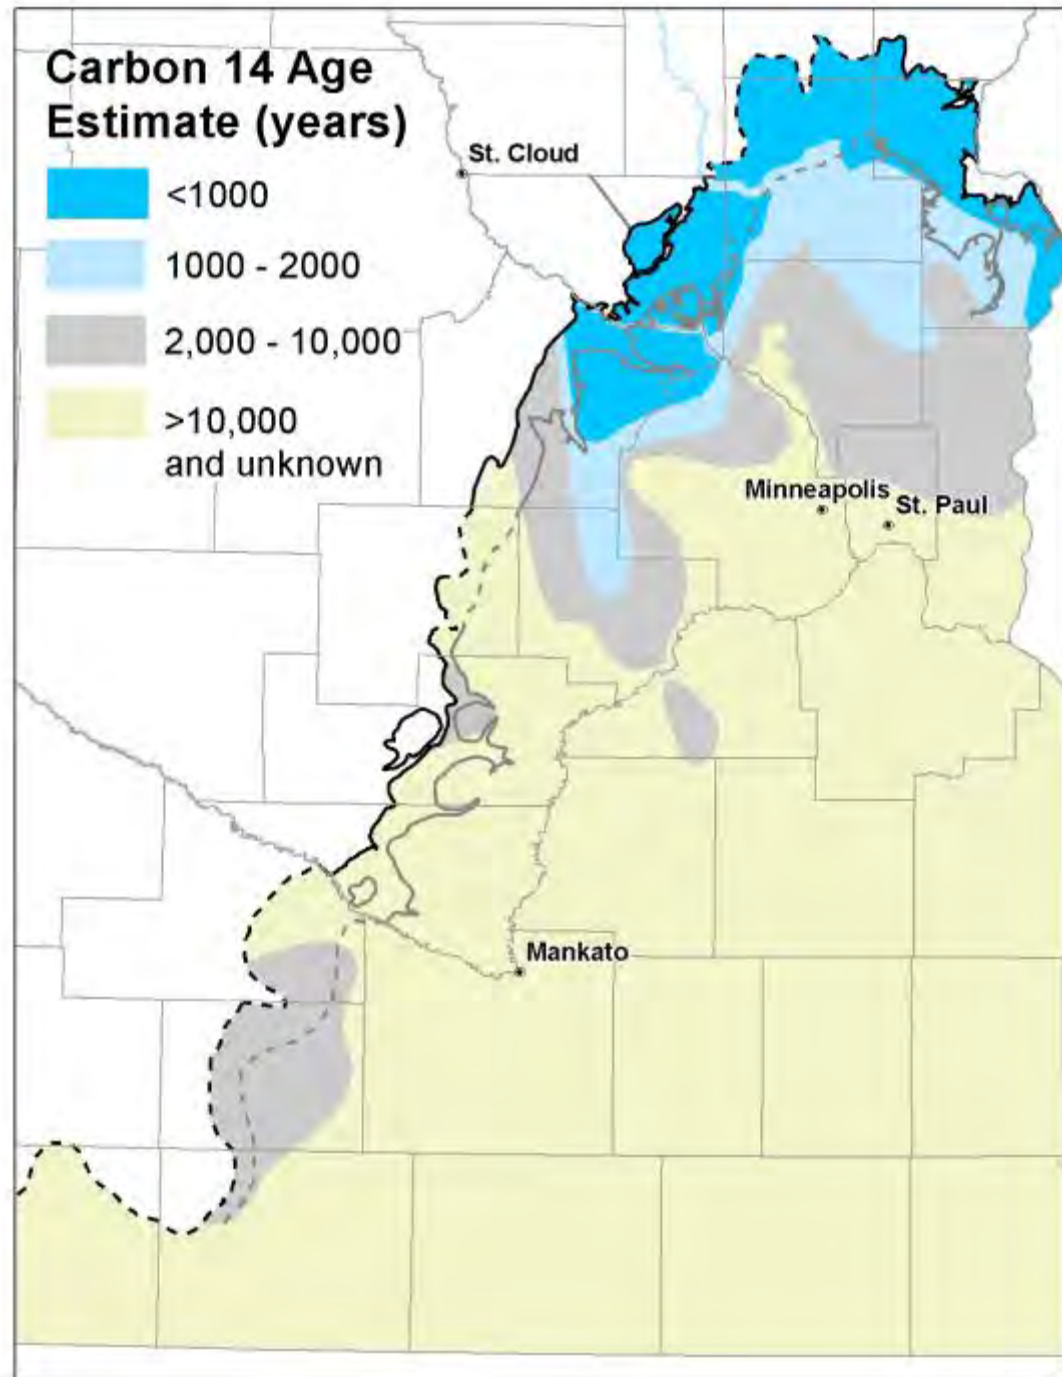 Carbon 14 Age
Estimate (years)
<1000
1000 - 2000
2,000 - 10,000
>10,000
and unknown
St. Cloud
Minneapolis
St. Paul
Mankato